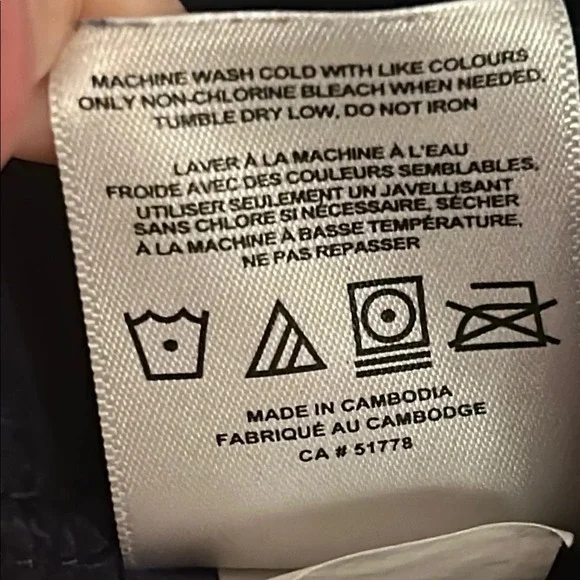 MACHINE WASH COLD WITH LIKE COLOURS
ONLY NON-CHLORINE BLEACH WHEN NEEDED.
TUMBLE DRY LOW, DO NOT IRON
LAVER À LA MACHINE À L'EAU
FROIDE AVEC DES COULEURS SEMBLABLES,
UTILISER SEULEMENT UN JAVELLISANT
SANS CHLORE SI NÉCESSAIRE, SÉCHER
À LA MACHINE À BASSE TEMPÉRATURE,
NE PAS REPASSER
MADE IN CAMBODIA
FABRIQUÉ AU CAMBODGE
CA # 51778